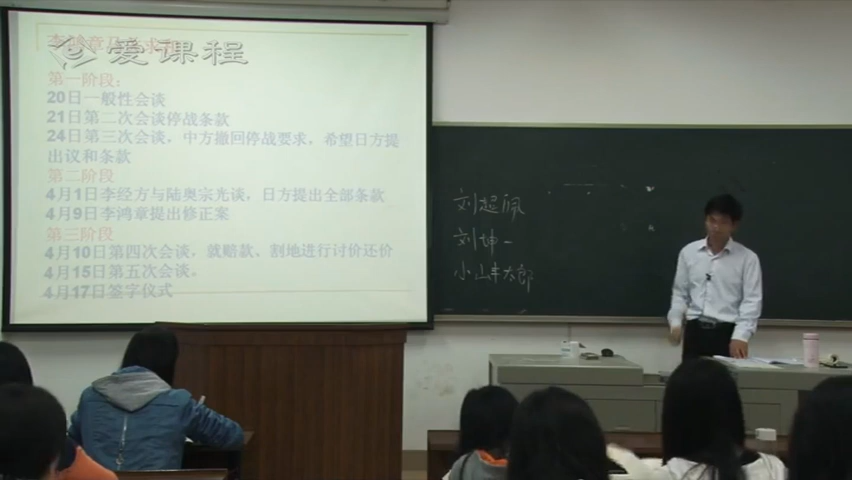 爱课程
第一阶段:
20日一般性会谈
21日第二次会谈停战条款
24日第三次会谈,中方撤回停战要求,希望日方提
出议和条款
第二阶段
4月1日李经方与陆奥宗光谈,日方提出全部条款
4月9日李鸿章提出修正案
第三阶段
4月10日第四次会谈,就赔款、割地进行讨价还价
4月15日第五次会谈。
4月17日签字仪式
刘坤一
小山丰太郎